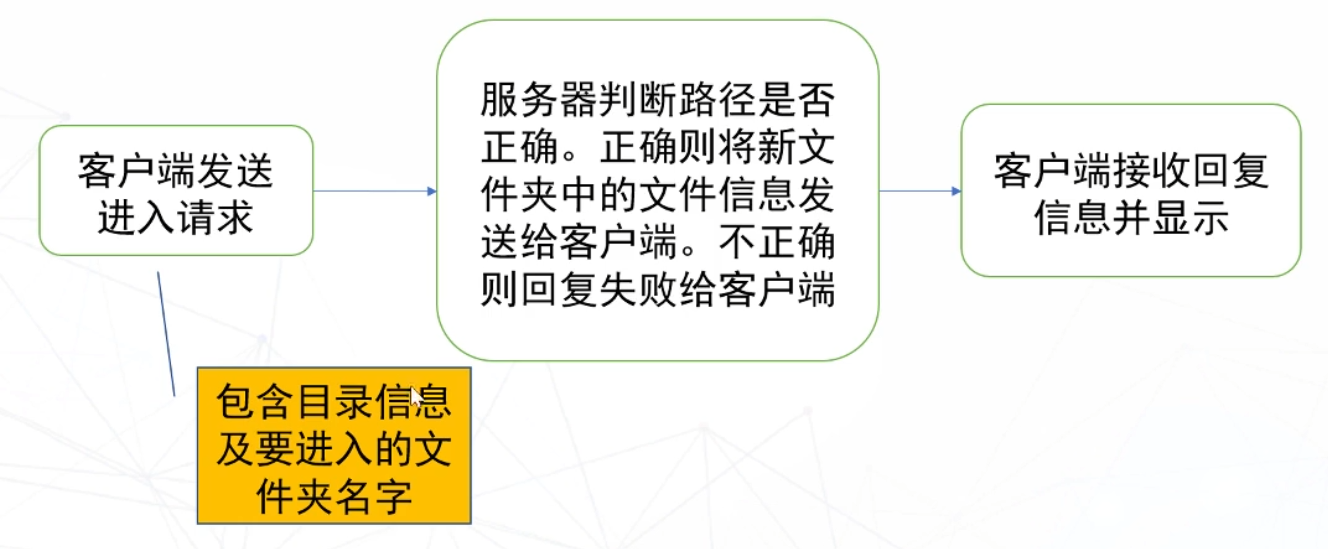 客户端发送
进入请求
服务器判断路径是否
正确。正确则将新文
件夹中的文件信息发
送给客户端。不正确
则回复失败给客户端
客户端接收回复
信息并显示
包含目录信息
及要进入的文
件夹名字